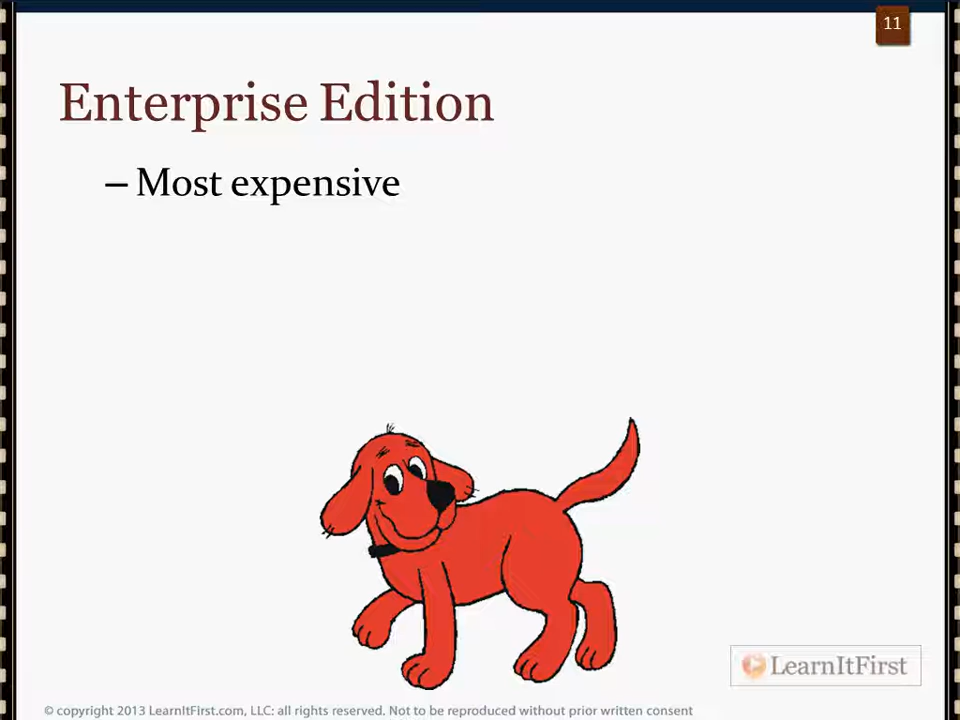 11
Enterprise Edition
– Most expensive
LearnItFirst
© copyright 2013 LearnItFirst.com, LLC: all rights reserved. Not to be reproduced without prior written consent